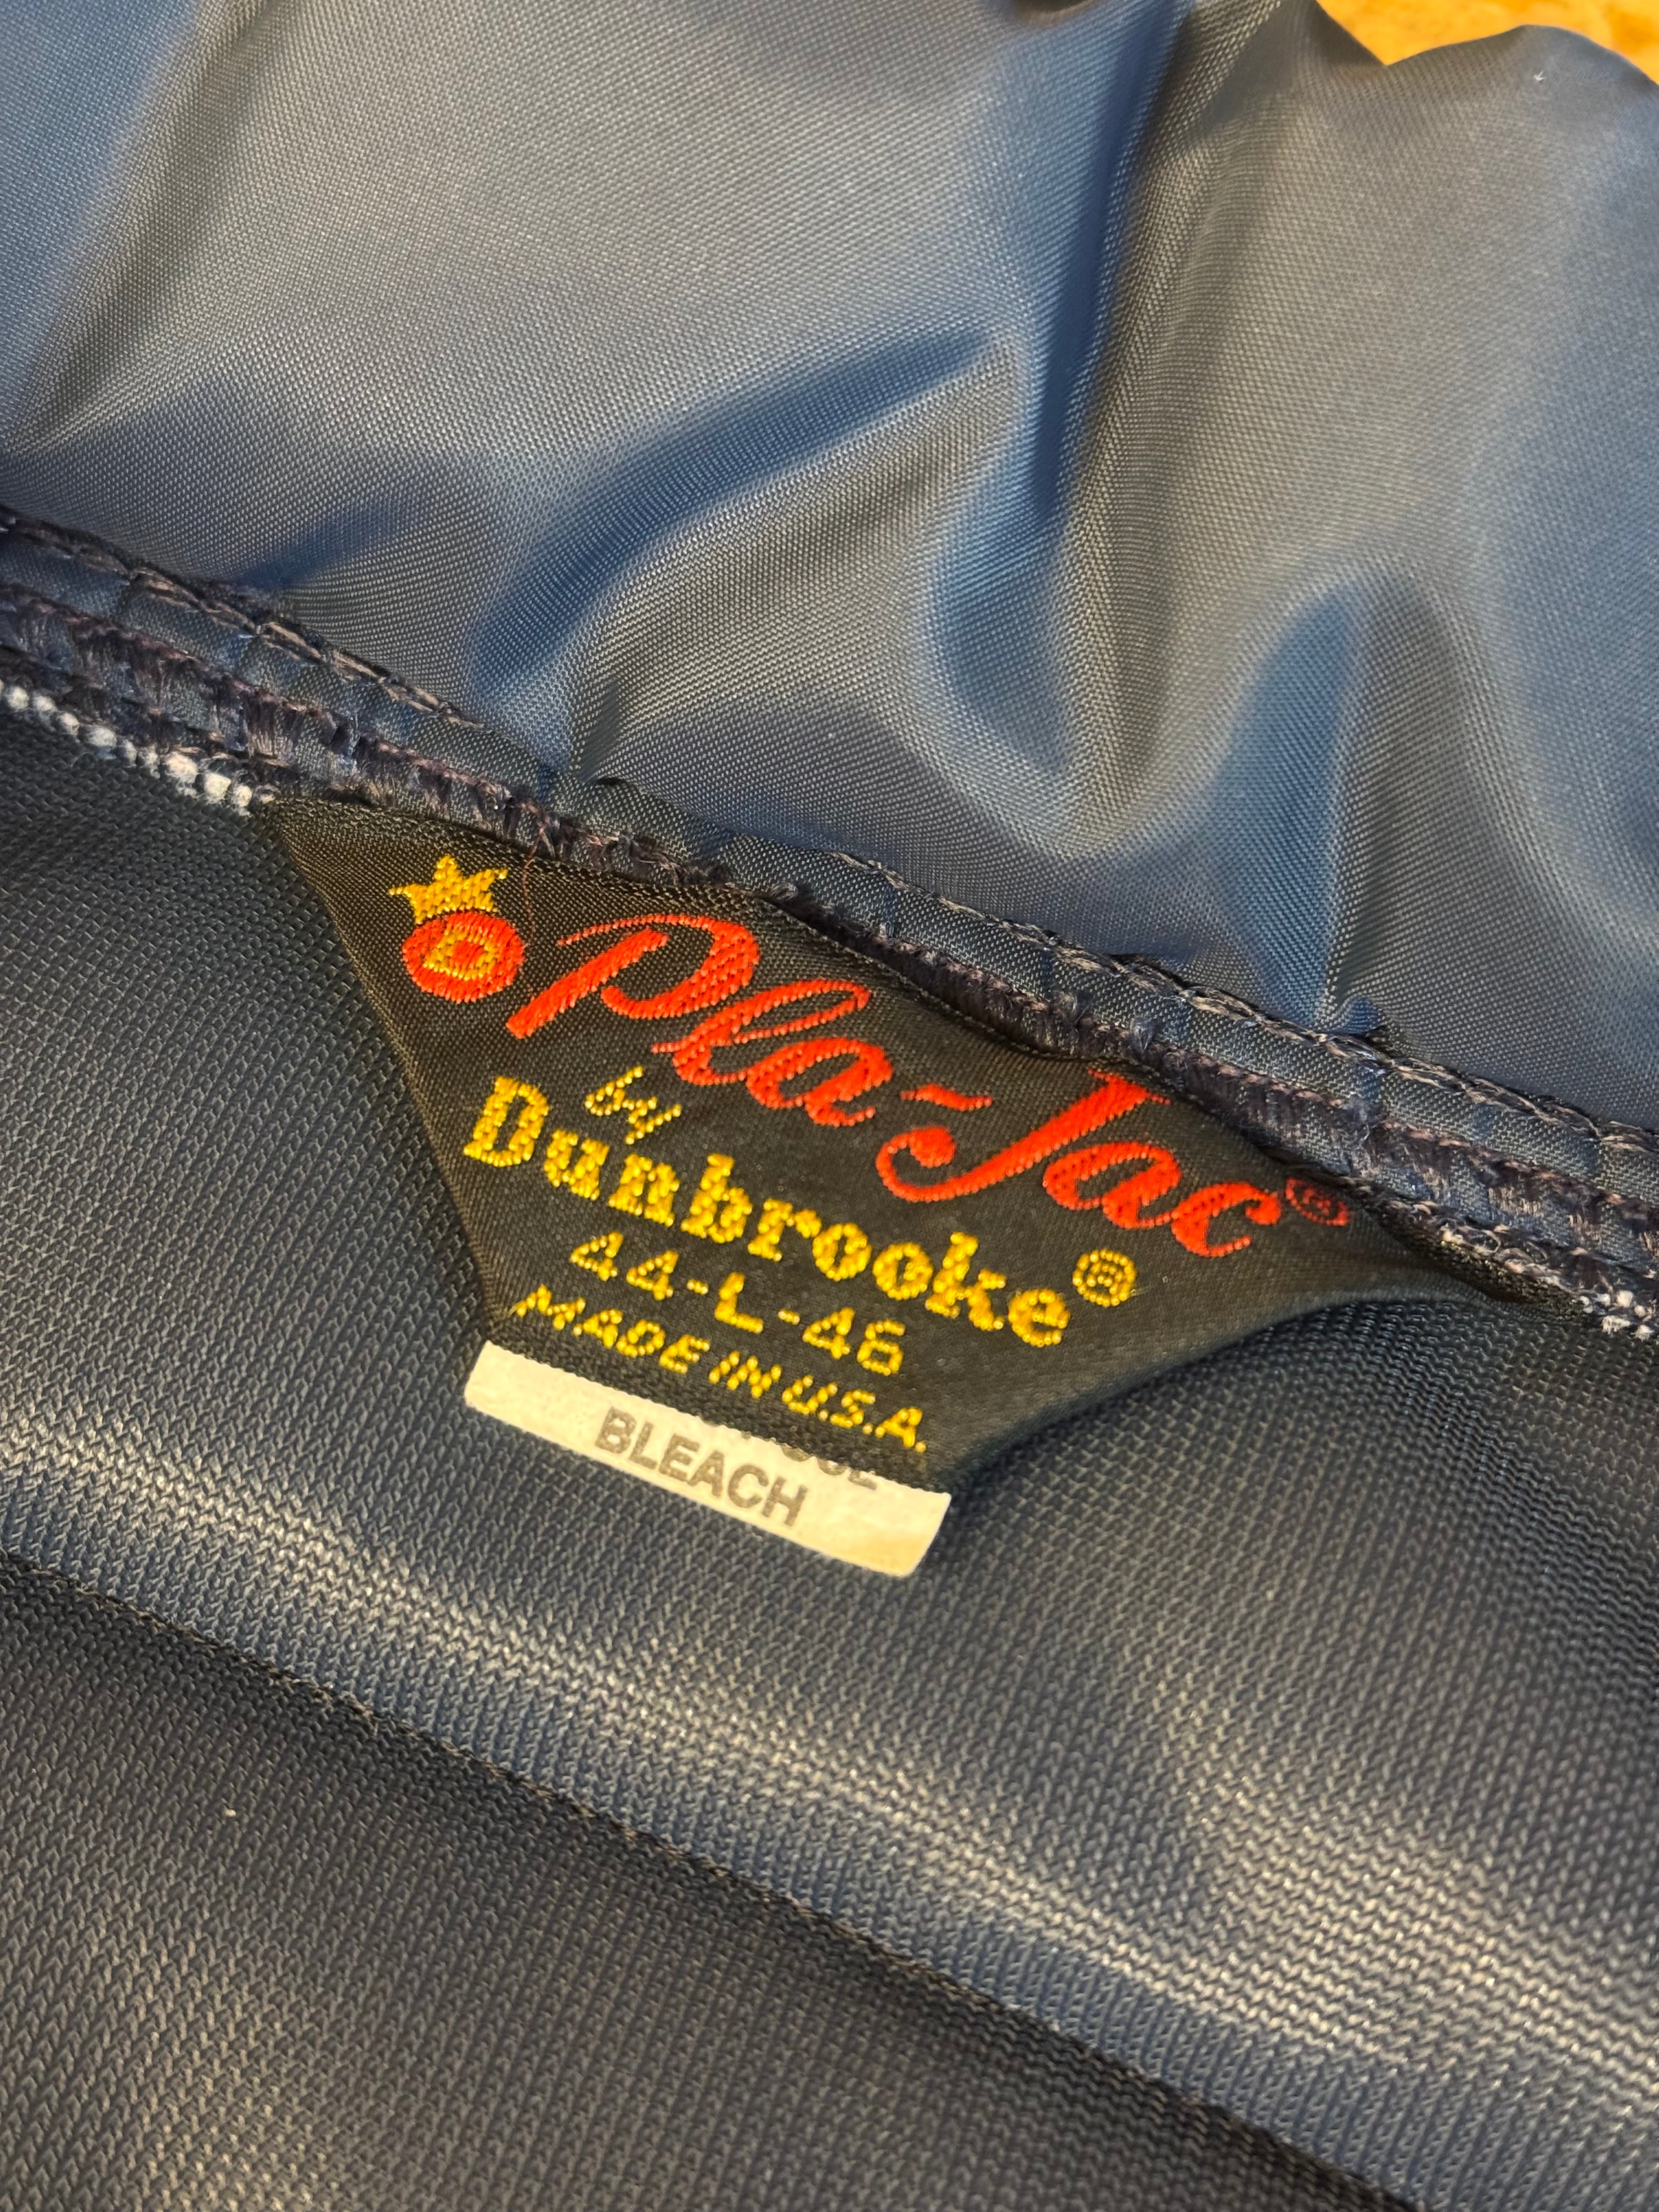 D
Pla-Jac®
by
Dunbrooke®
44-L-46
MADE IN U.S.A.
BLEACH